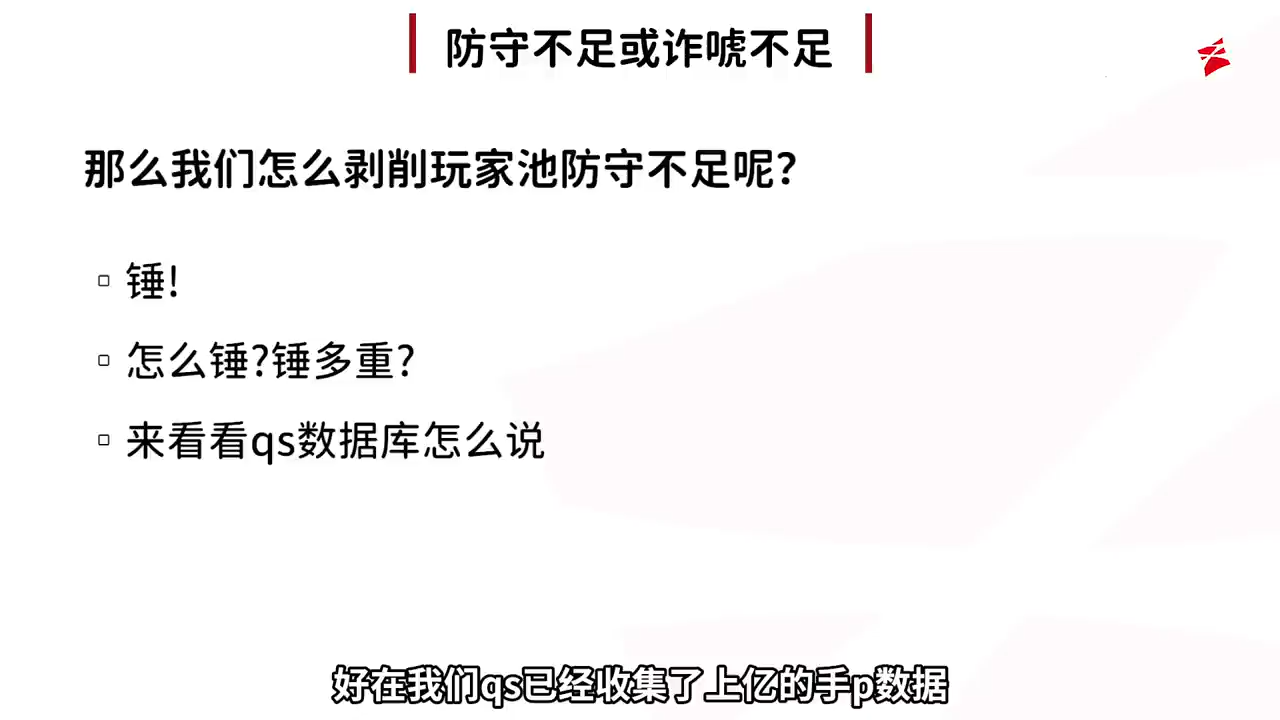 防守不足或诈唬不足
那么我们怎么剥削玩家池防守不足呢?
锤!
怎么锤?锤多重?
来看看qs数据库怎么说
好在我们qs已经收集了上亿的手p数据